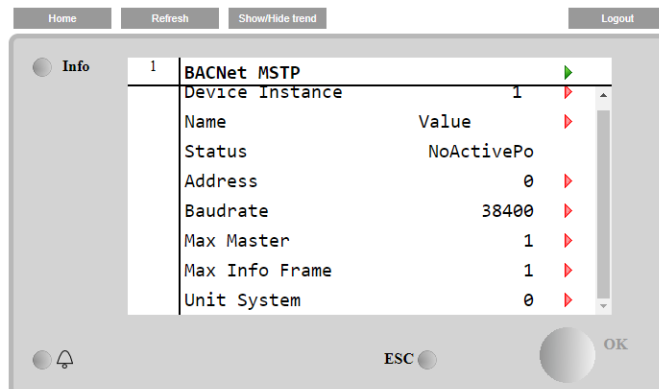 Home Refresh Show/Hide trend Logout
Info
1 BACNet MSTP
Device Instance 1
Name Value
Status NoActivePo
Address 0
Baudrate 38400
Max Master 1
Max Info Frame 1
Unit System 0
OK
ESC